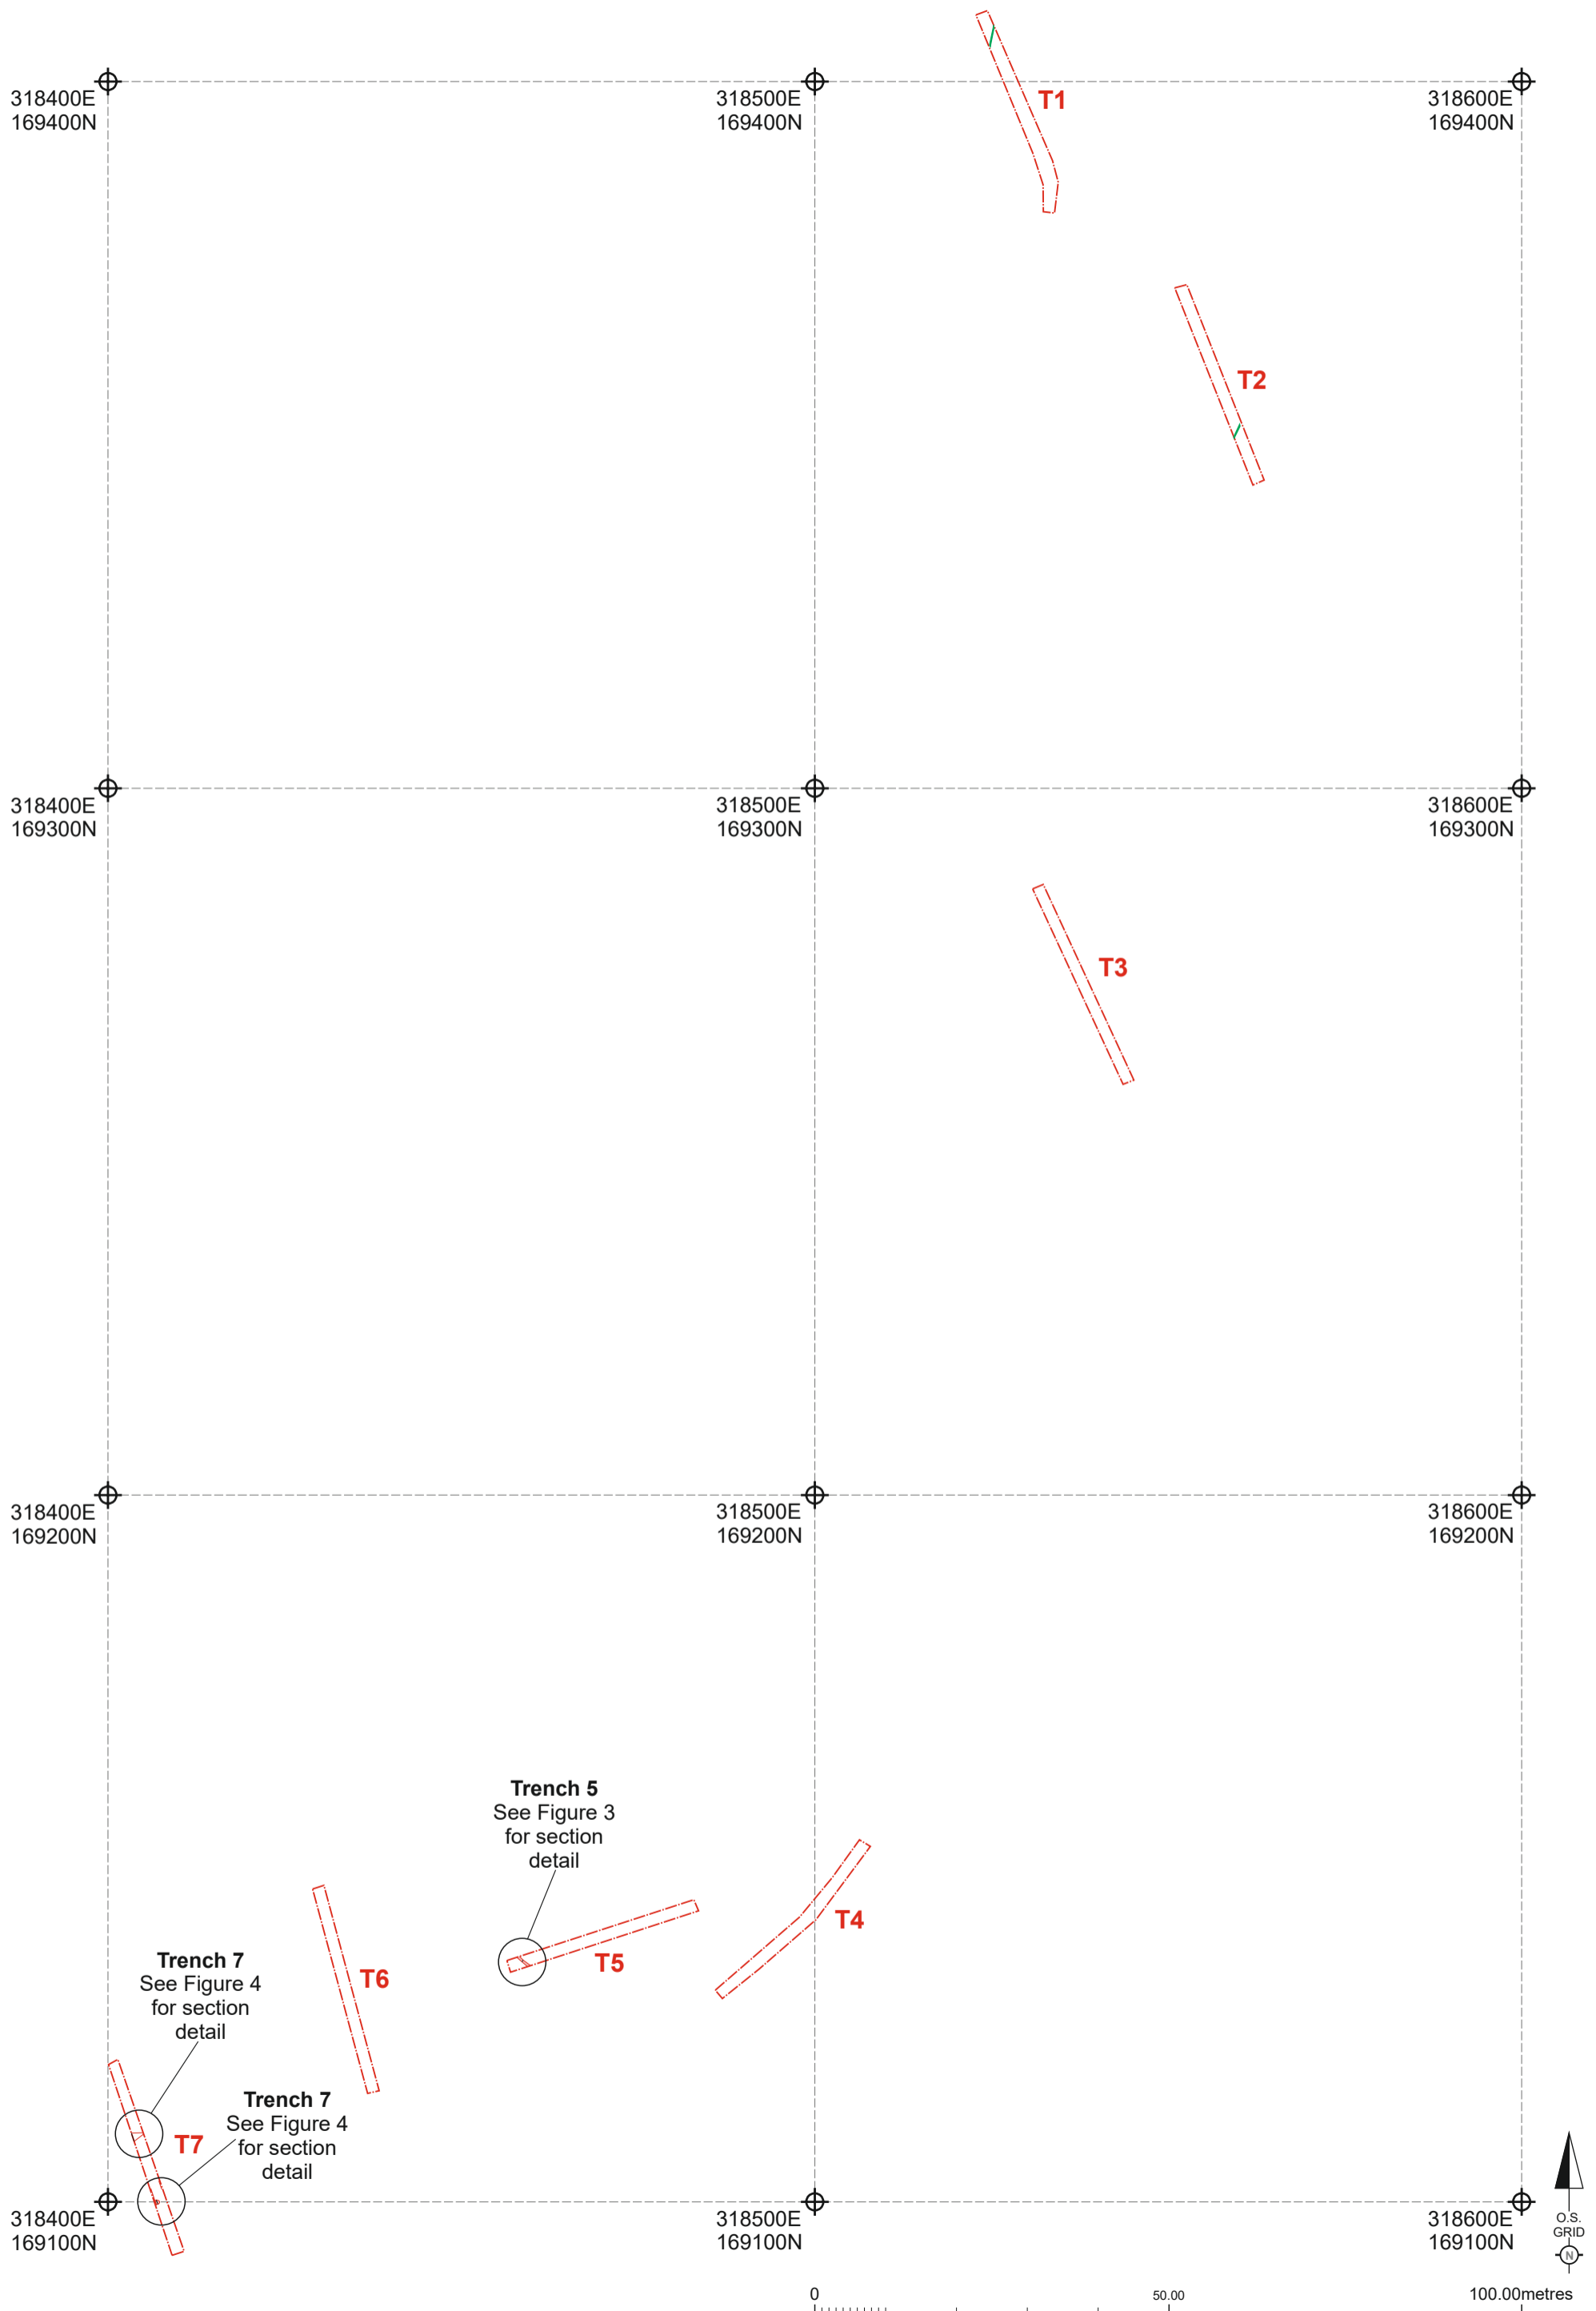 T1
318400E
169400N
318500E
169400N
318600E
169400N
T2
318400E
169300N
318500E
169300N
318600E
169300N
T3
318400E
169200N
318500E
169200N
318600E
169200N
Trench 5
See Figure 3
for section
detail
T4
T5
T6
Trench 7
See Figure 4
for section
detail
Trench 7
See Figure 4
for section
detail
T7
318400E
169100N
318500E
169100N
318600E
169100N
O.S.
GRID
N
0
50.00
100.00metres